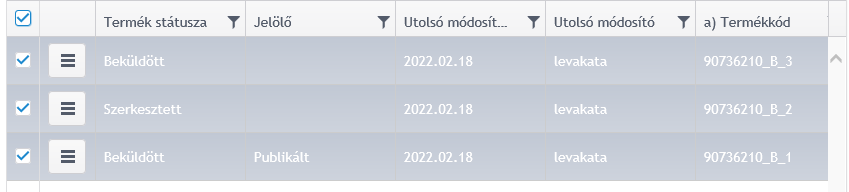 Termék státusza Jelölő Utolsó módosít... Utolsó módosító a) Termékkód
Beküldött 2022.02.18 levakata 90736210_B_3
Szerkesztett 2022.02.18 levakata 90736210_B_2
Beküldött Publikált 2022.02.18 levakata 90736210_B_1